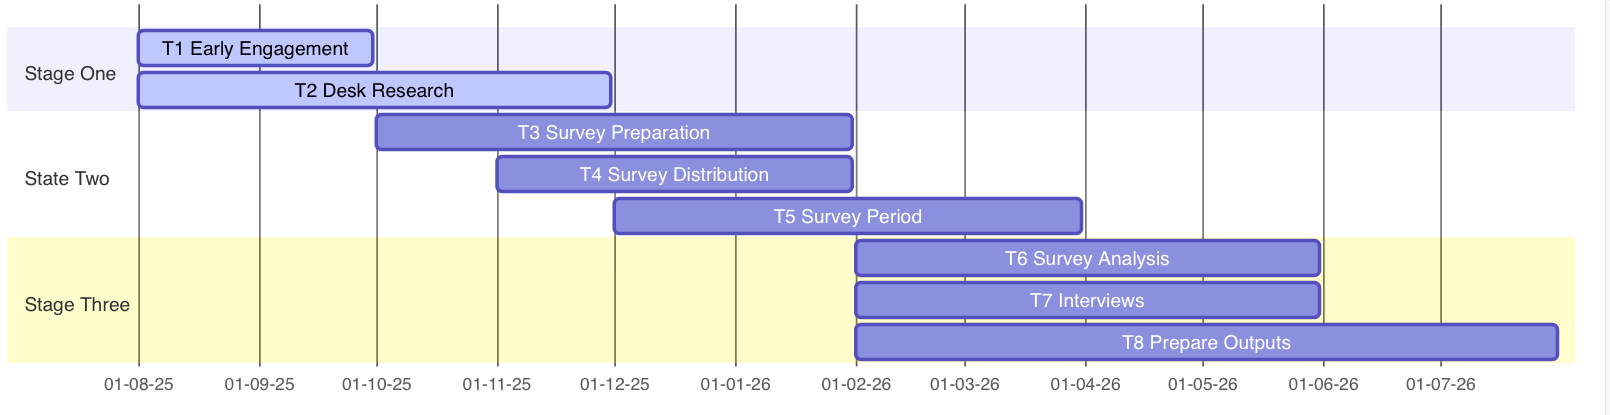 T1 Early Engagement
Stage One
T2 Desk Research
T3 Survey Preparation
State Two
T4 Survey Distribution
T5 Survey Period
T6 Survey Analysis
Stage Three
T7 Interviews
T8 Prepare Outputs
01-08-25 01-09-25 01-10-25 01-11-25 01-12-25 01-01-26 01-02-26 01-03-26 01-04-26 01-05-26 01-06-26 01-07-26